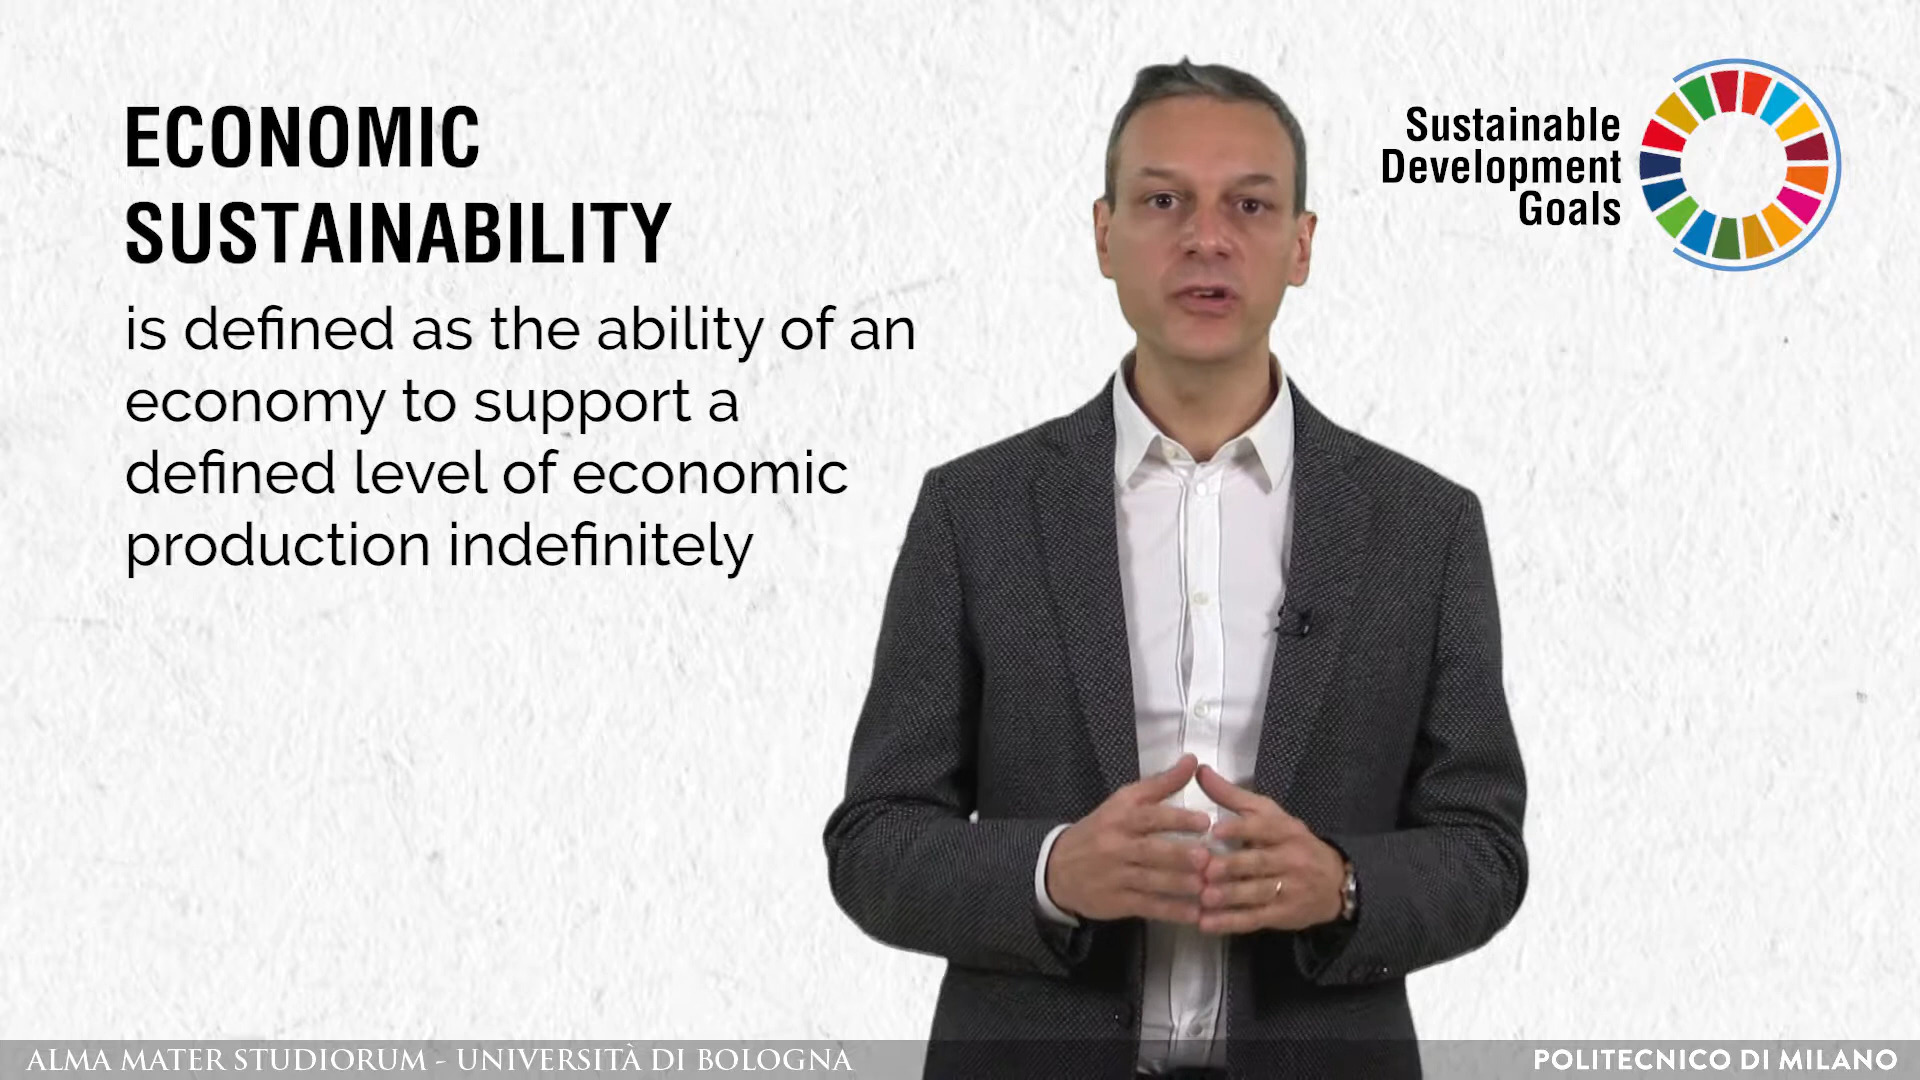 ECONOMIC
SUSTAINABILITY
is defined as the ability of an
economy to support a
defined level of economic
production indefinitely
Sustainable
Development
Goals
ALMA MATER STUDIORUM - UNIVERSITÀ DI BOLOGNA
POLITECNICO DI MILANO